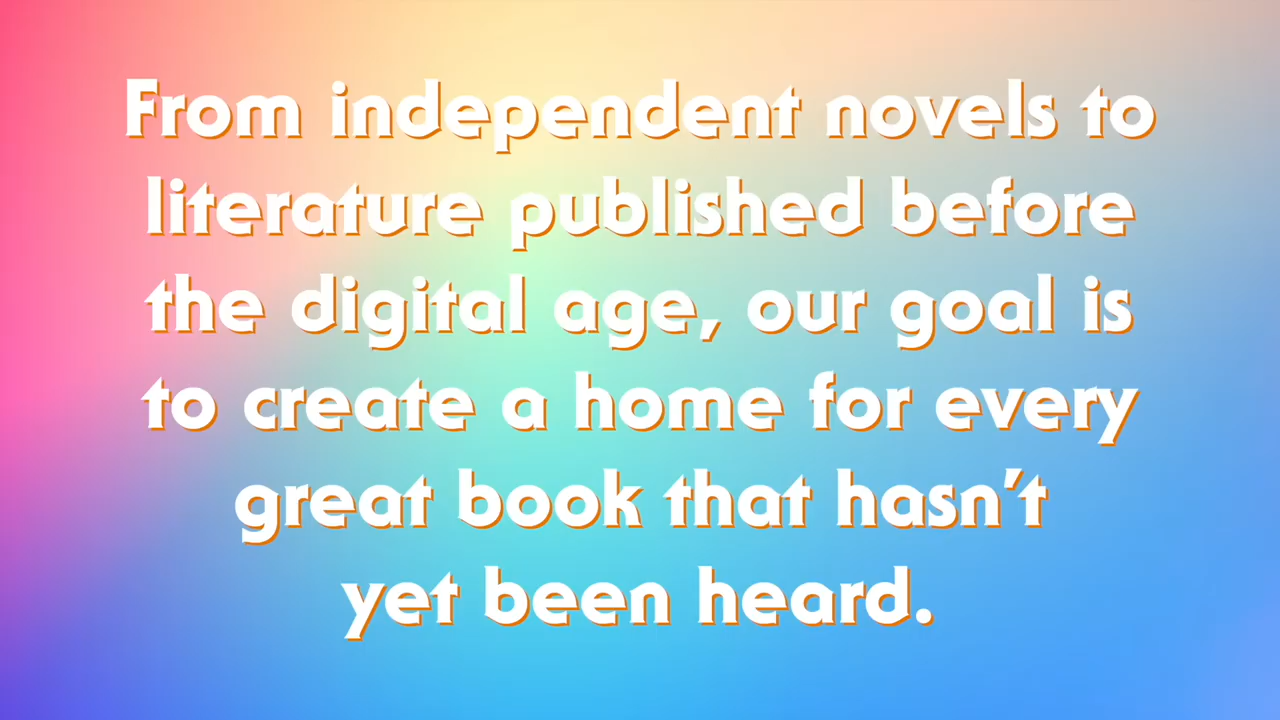 From independent novels to
literature published before
the digital age, our goal is
to create a home for every
great book that hasn’t
yet been heard.